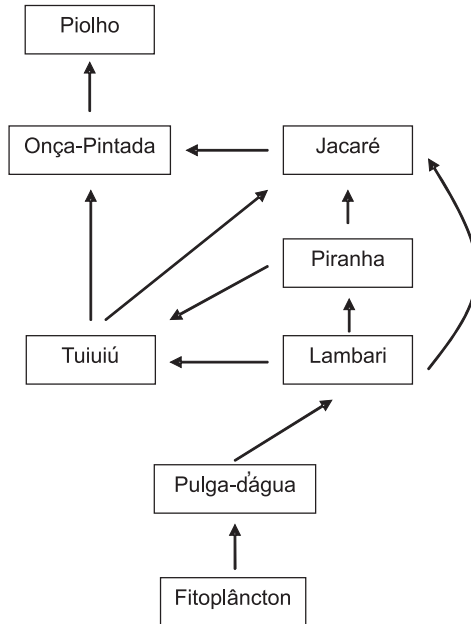 Piolho
Onça-Pintada
Jacaré
Piranha
Tuiuiú
Lambari
Pulga-d'água
Fitoplâncton